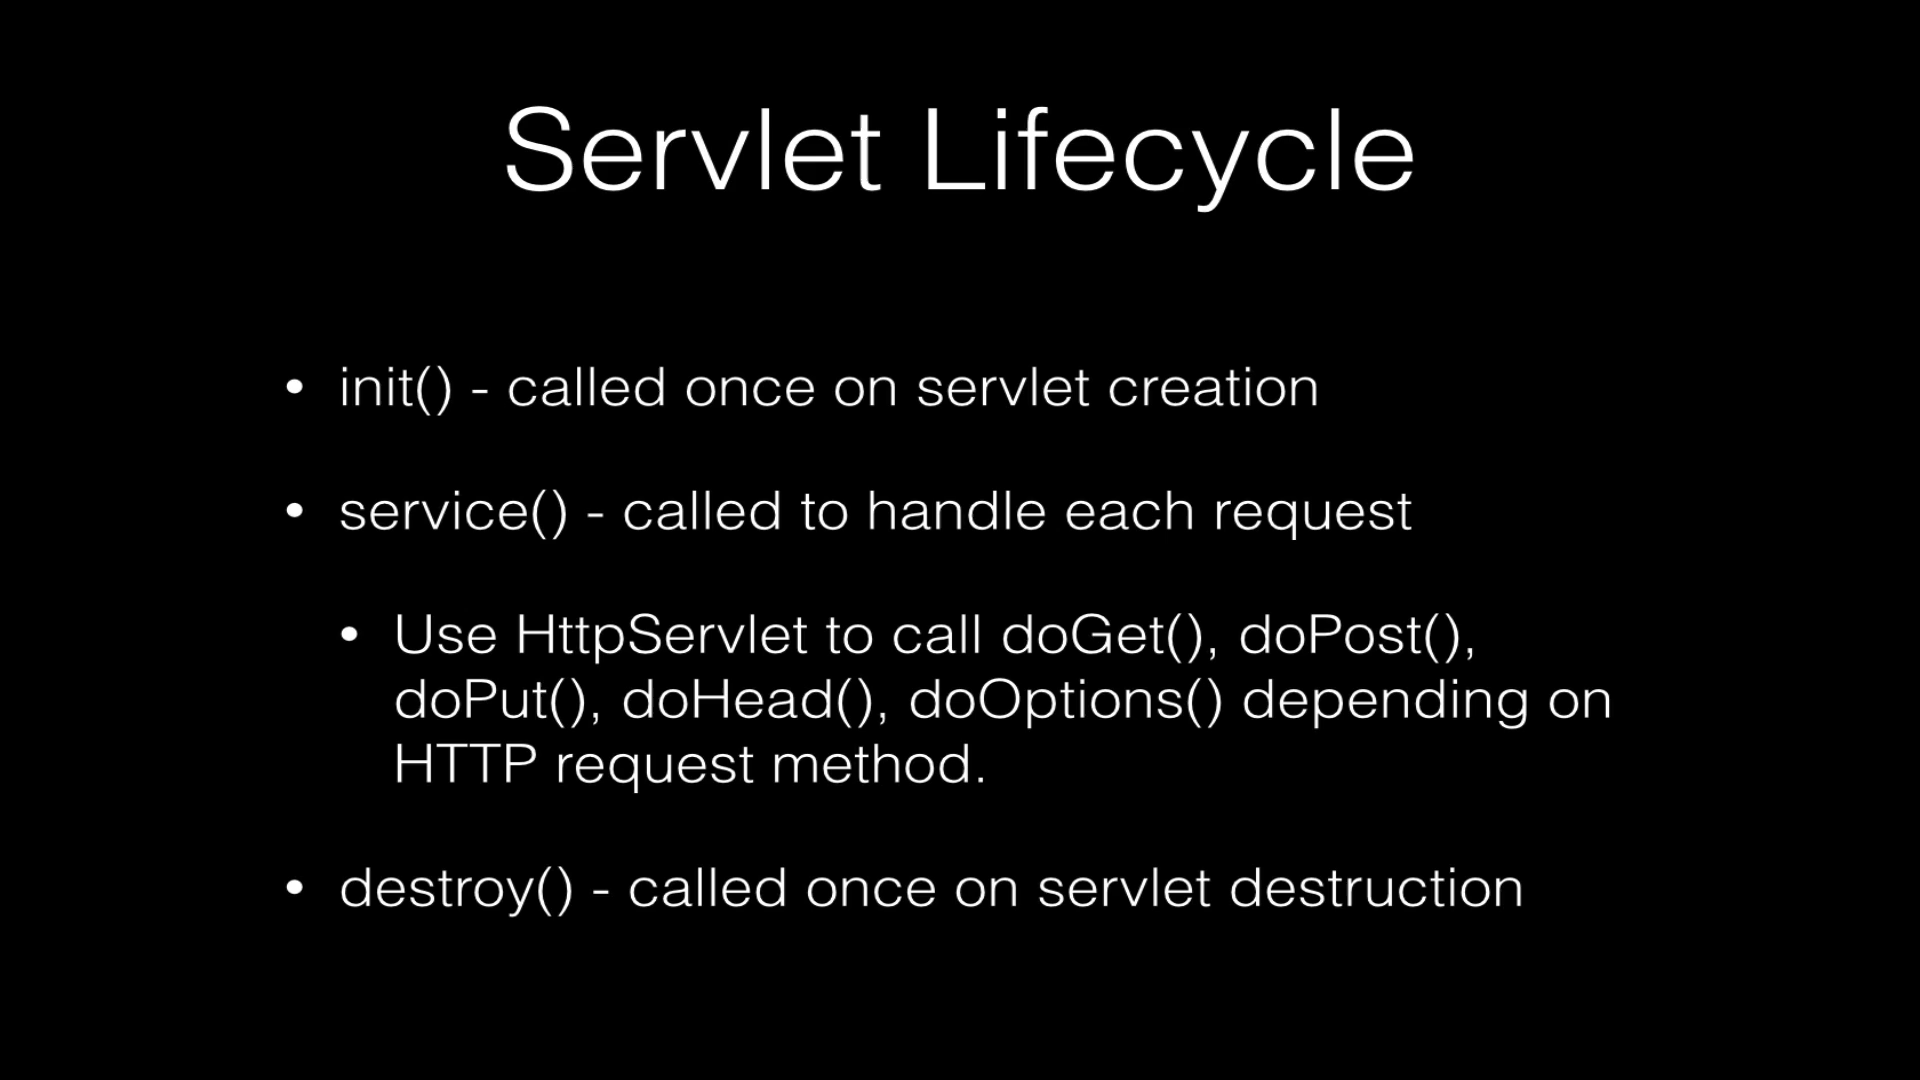 Servlet Lifecycle
• init() - called once on servlet creation
• service() - called to handle each request
• Use HttpServlet to call doGet(), doPost(),
doPut(), doHead(), doOptions() depending on
HTTP request method.
• destroy() - called once on servlet destruction